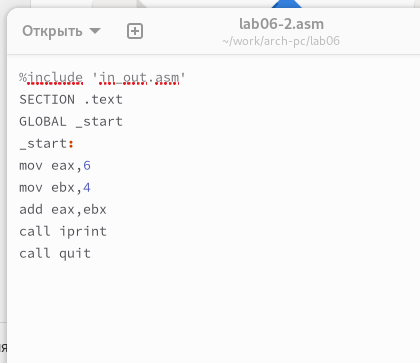 Открыть
lab06-2.asm
~/work/arch-pc/lab06
%include 'in_out.asm'
SECTION .text
GLOBAL _start
_start:
mov eax,6
mov ebx,4
add eax,ebx
call iprint
call quit